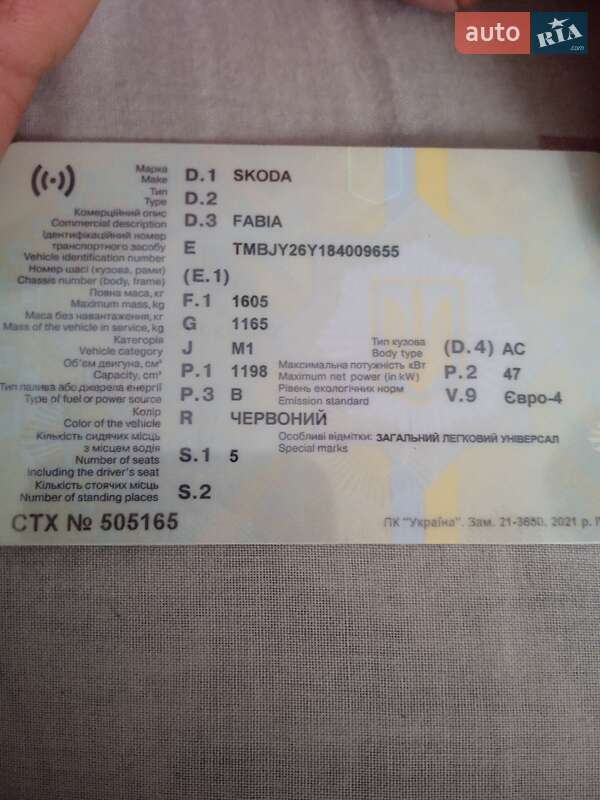 auto RIA .com
Марка
Make D.1 SKODA
Тип
Type D.2
Комерційний опис
Commercial description D.3 FABIA
Ідентифікаційний номер
транспортного засобу
Vehicle identification number E TMBJY26Y184009655
Номер шасі (кузова, рами)
Chassis number (body, frame) (E.1)
Повна маса, кг
Maximum mass, kg F.1 1605
Маса без навантаження, кг
Mass of the vehicle in service, kg G 1165
Категорія
Vehicle category J M1
Тип кузова
Body type (D.4) AC
Об'єм двигуна, см³
Capacity, cm³ P.1 1198
Максимальна потужність кВт
Maximum net power (in kW) P.2 47
Тип палива або джерела енергії
Type of fuel or power source P.3 B
Рівень екологічних норм
Emission standard V.9 Євро-4
Колір
Color of the vehicle R ЧЕРВОНИЙ
Кількість сидячих місць
з місцем водія
Number of seats
including the driver's seat S.1 5
Особливі відмітки: ЗАГАЛЬНИЙ ЛЕГКОВИЙ УНІВЕРСАЛ
Special marks
Кількість стоячих місць
Number of standing places S.2
СТХ № 505165
ПК "Україна". Зам. 21-3650. 2021 р.